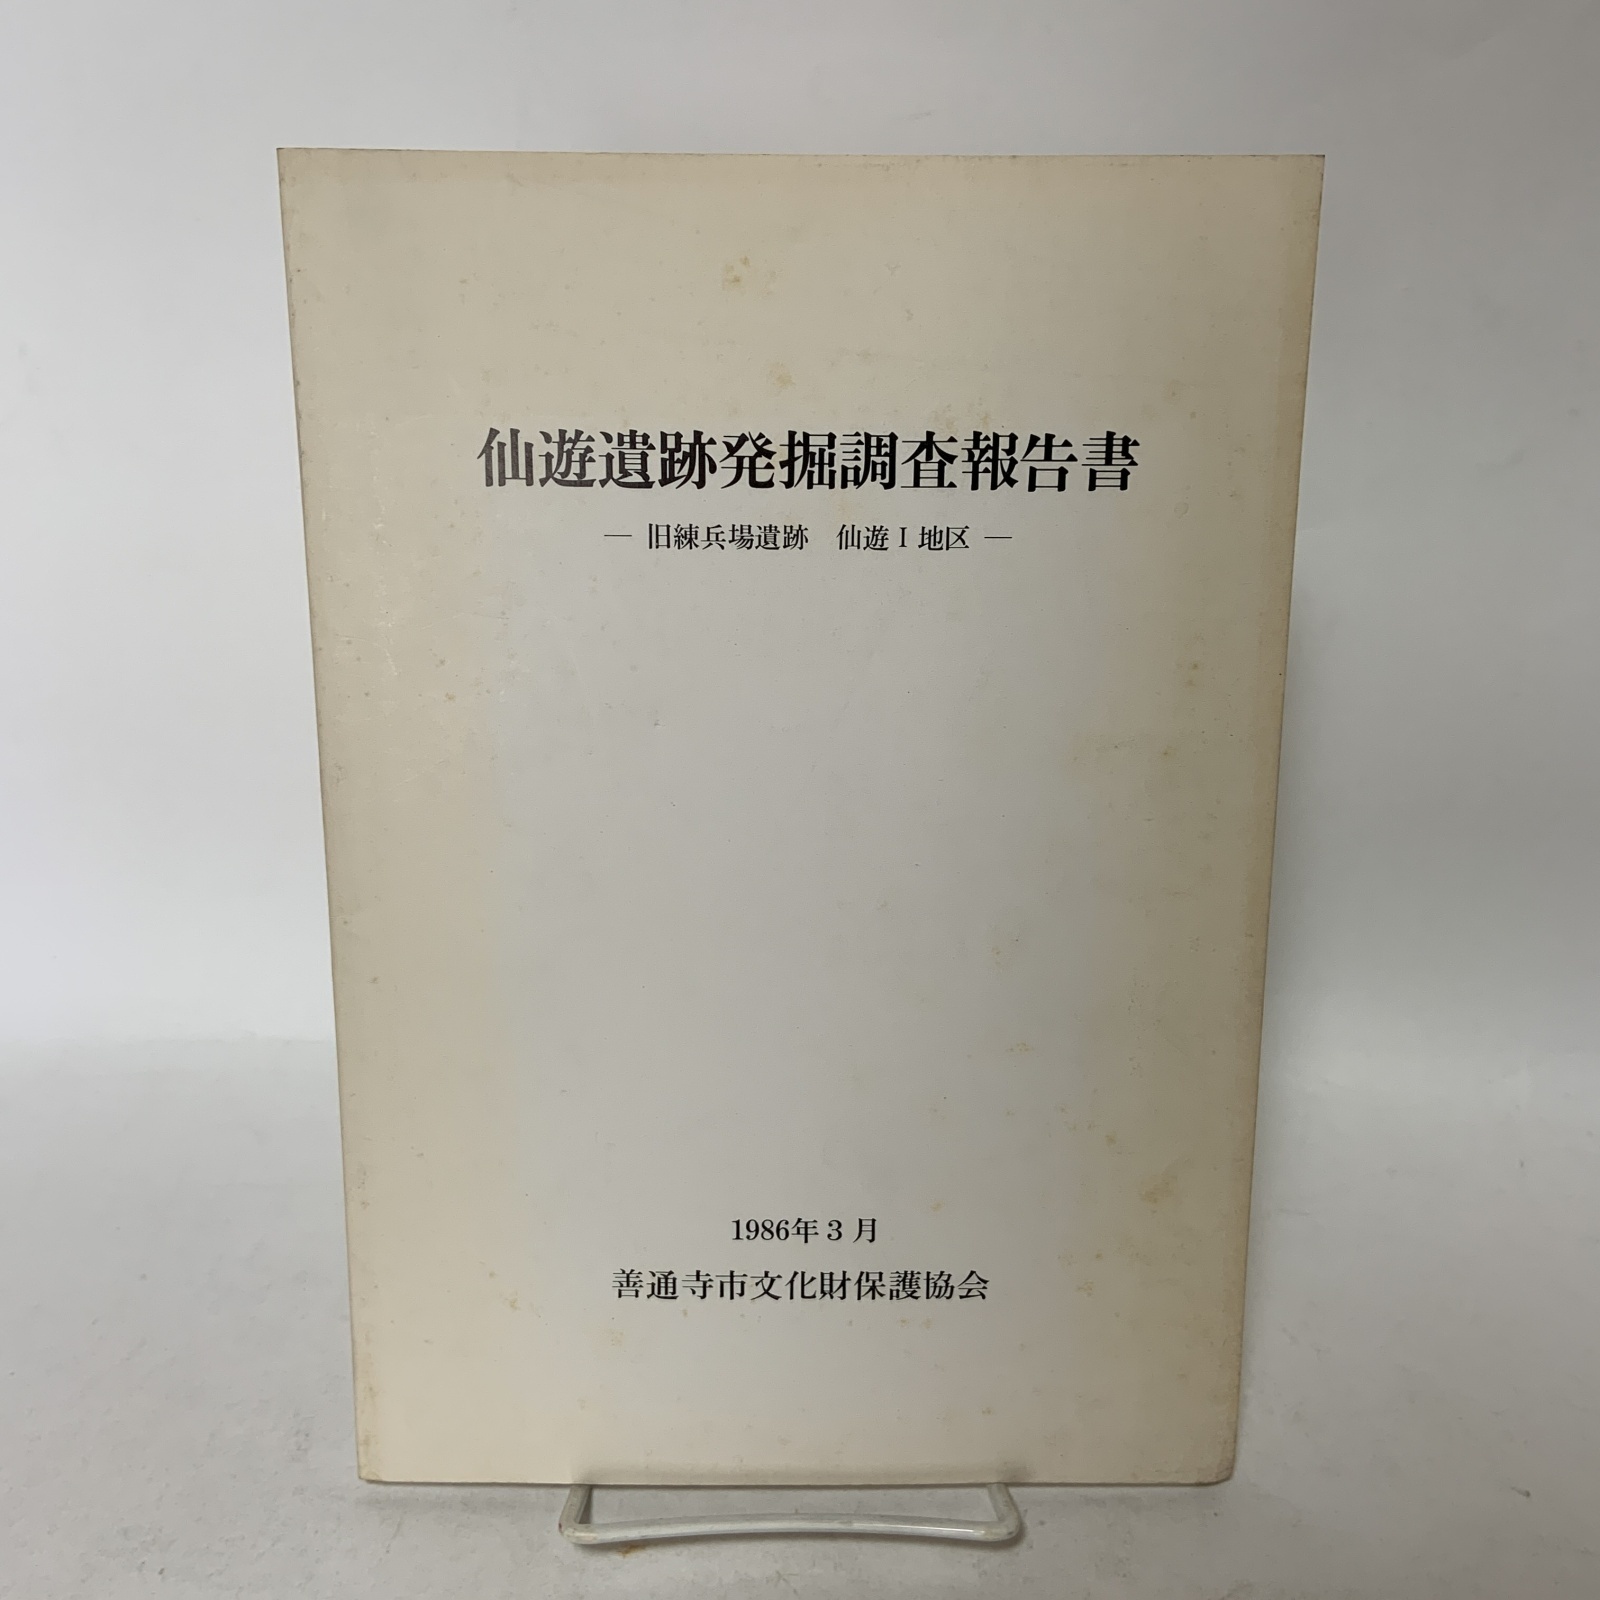 仙遊遺跡発掘調査報告書
― 旧練兵場遺跡　仙遊Ⅰ地区 ―
1986年3月
善通寺市文化財保護協会